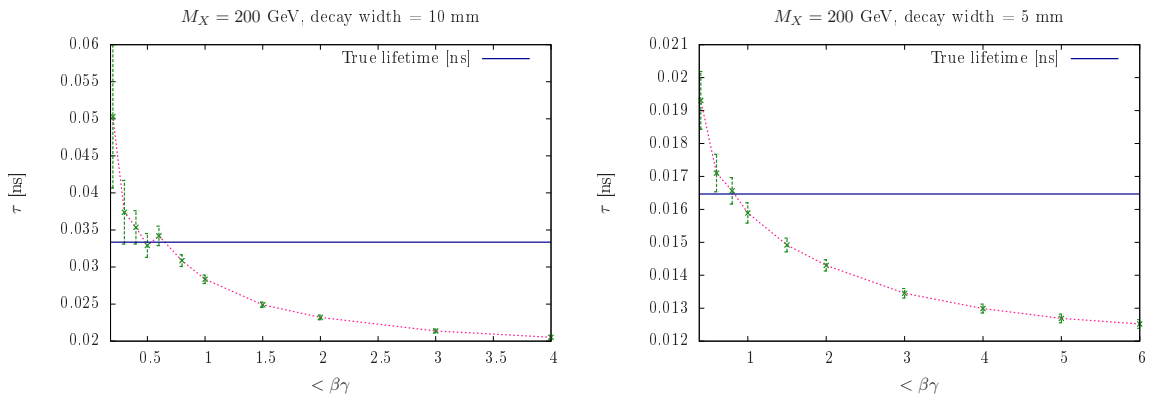 M_X = 200 GeV, decay width = 10 mm
0.06
0.055
0.05
0.045
0.04
0.035
0.03
0.025
0.02
τ [ns]
True lifetime [ns]
0.5 1 1.5 2 2.5 3 3.5 4
< βγ
M_X = 200 GeV, decay width = 5 mm
0.021
0.02
0.019
0.018
0.017
0.016
0.015
0.014
0.013
0.012
τ [ns]
True lifetime [ns]
1 2 3 4 5 6
< βγ